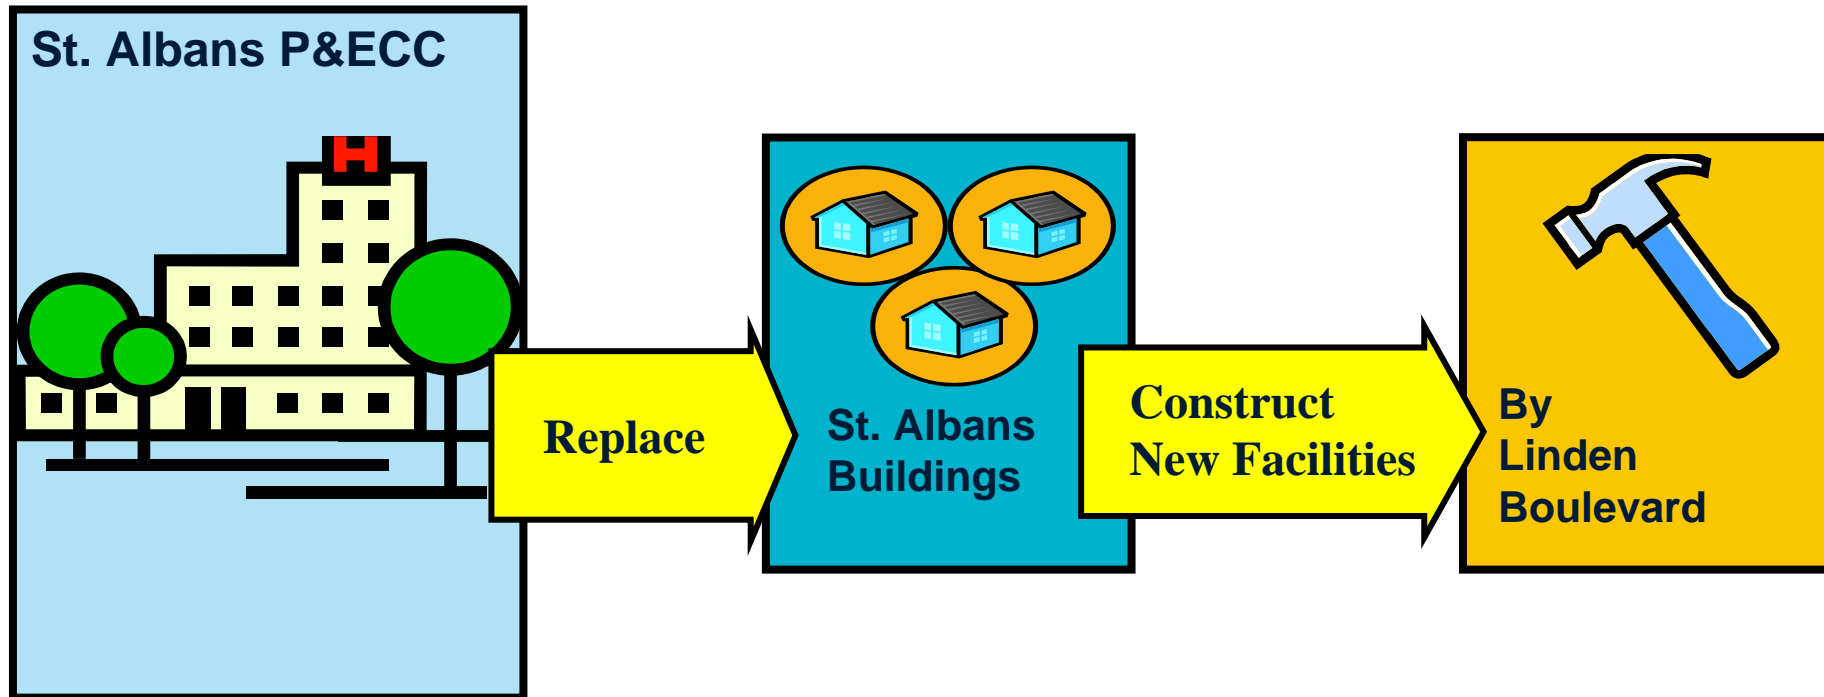 St. Albans P&ECC
H
Replace
St. Albans
Buildings
Construct
New Facilities
By
Linden
Boulevard